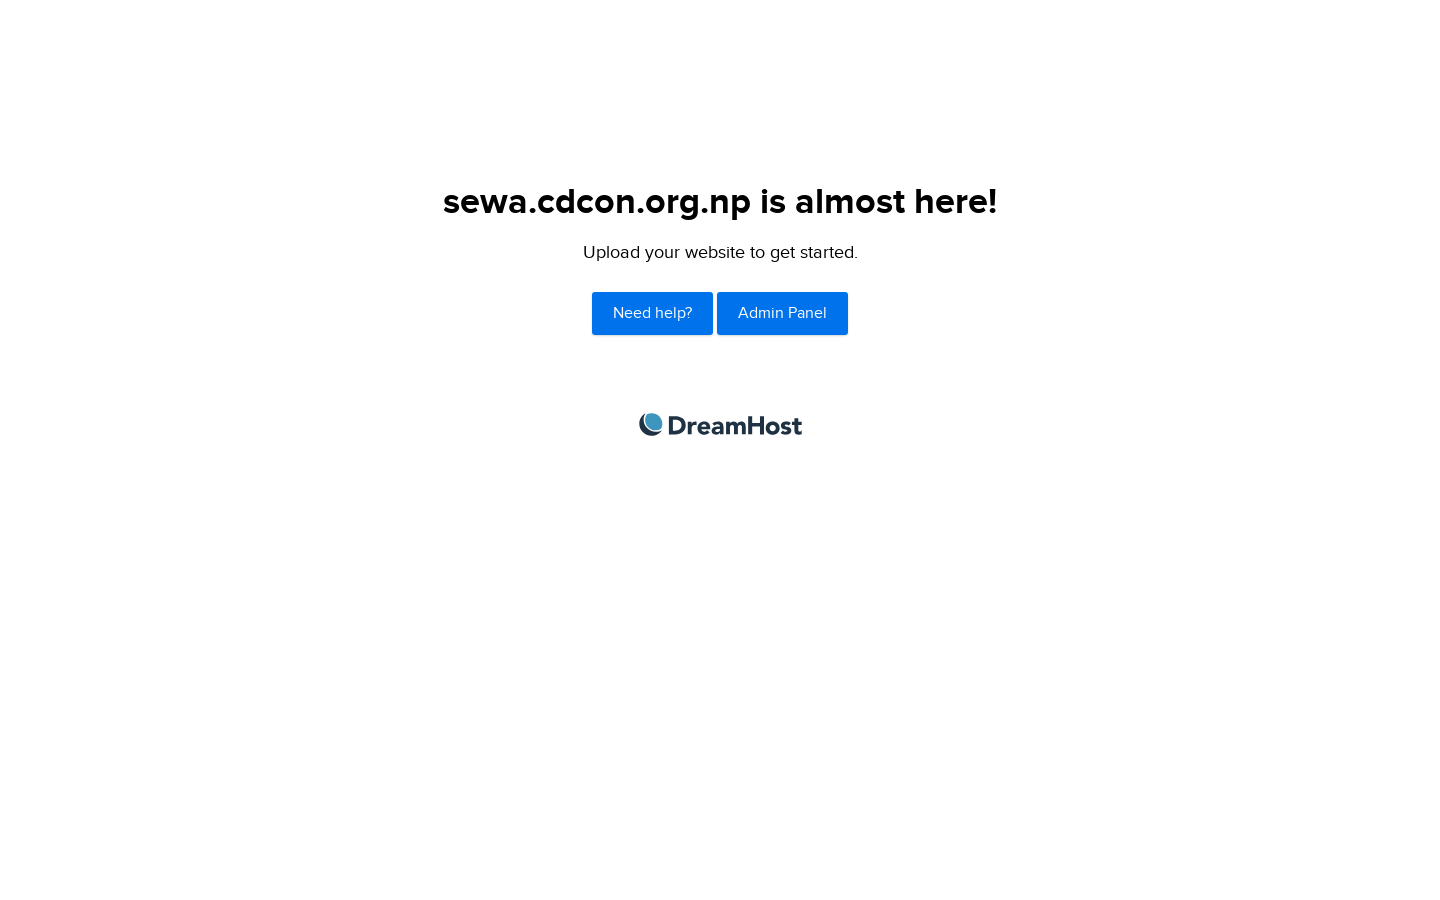 sewa.cdcon.org.np is almost here!
Upload your website to get started.
Need help? Admin Panel
DreamHost